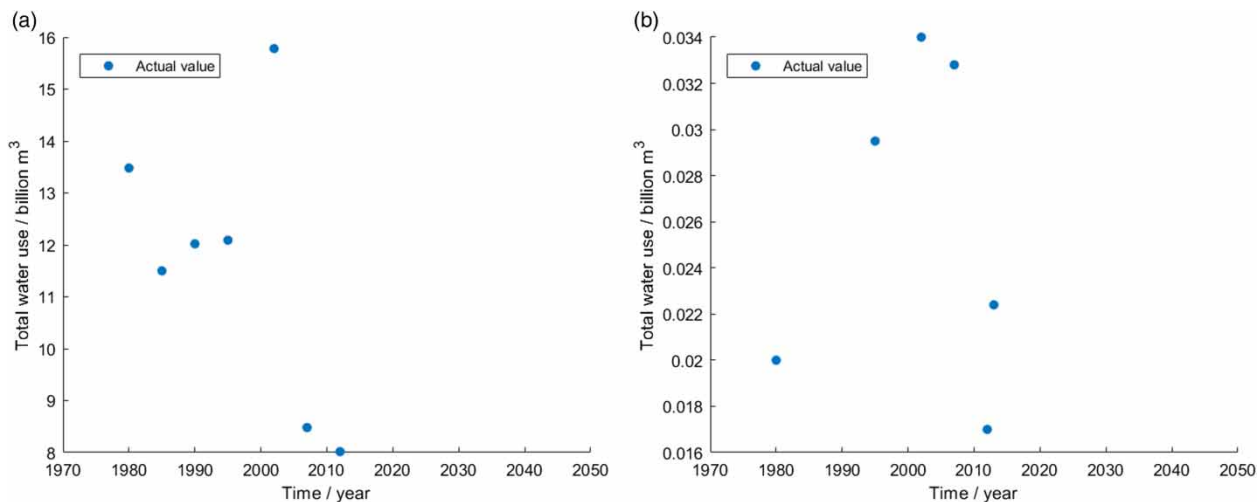 (a)
Total water use / billion m³
16
15
14
13
12
11
10
9
8
Actual value
1970 1980 1990 2000 2010 2020 2030 2040 2050
Time / year
(b)
Total water use / billion m³
0.034
0.032
0.03
0.028
0.026
0.024
0.022
0.02
0.018
0.016
Actual value
1970 1980 1990 2000 2010 2020 2030 2040 2050
Time / year